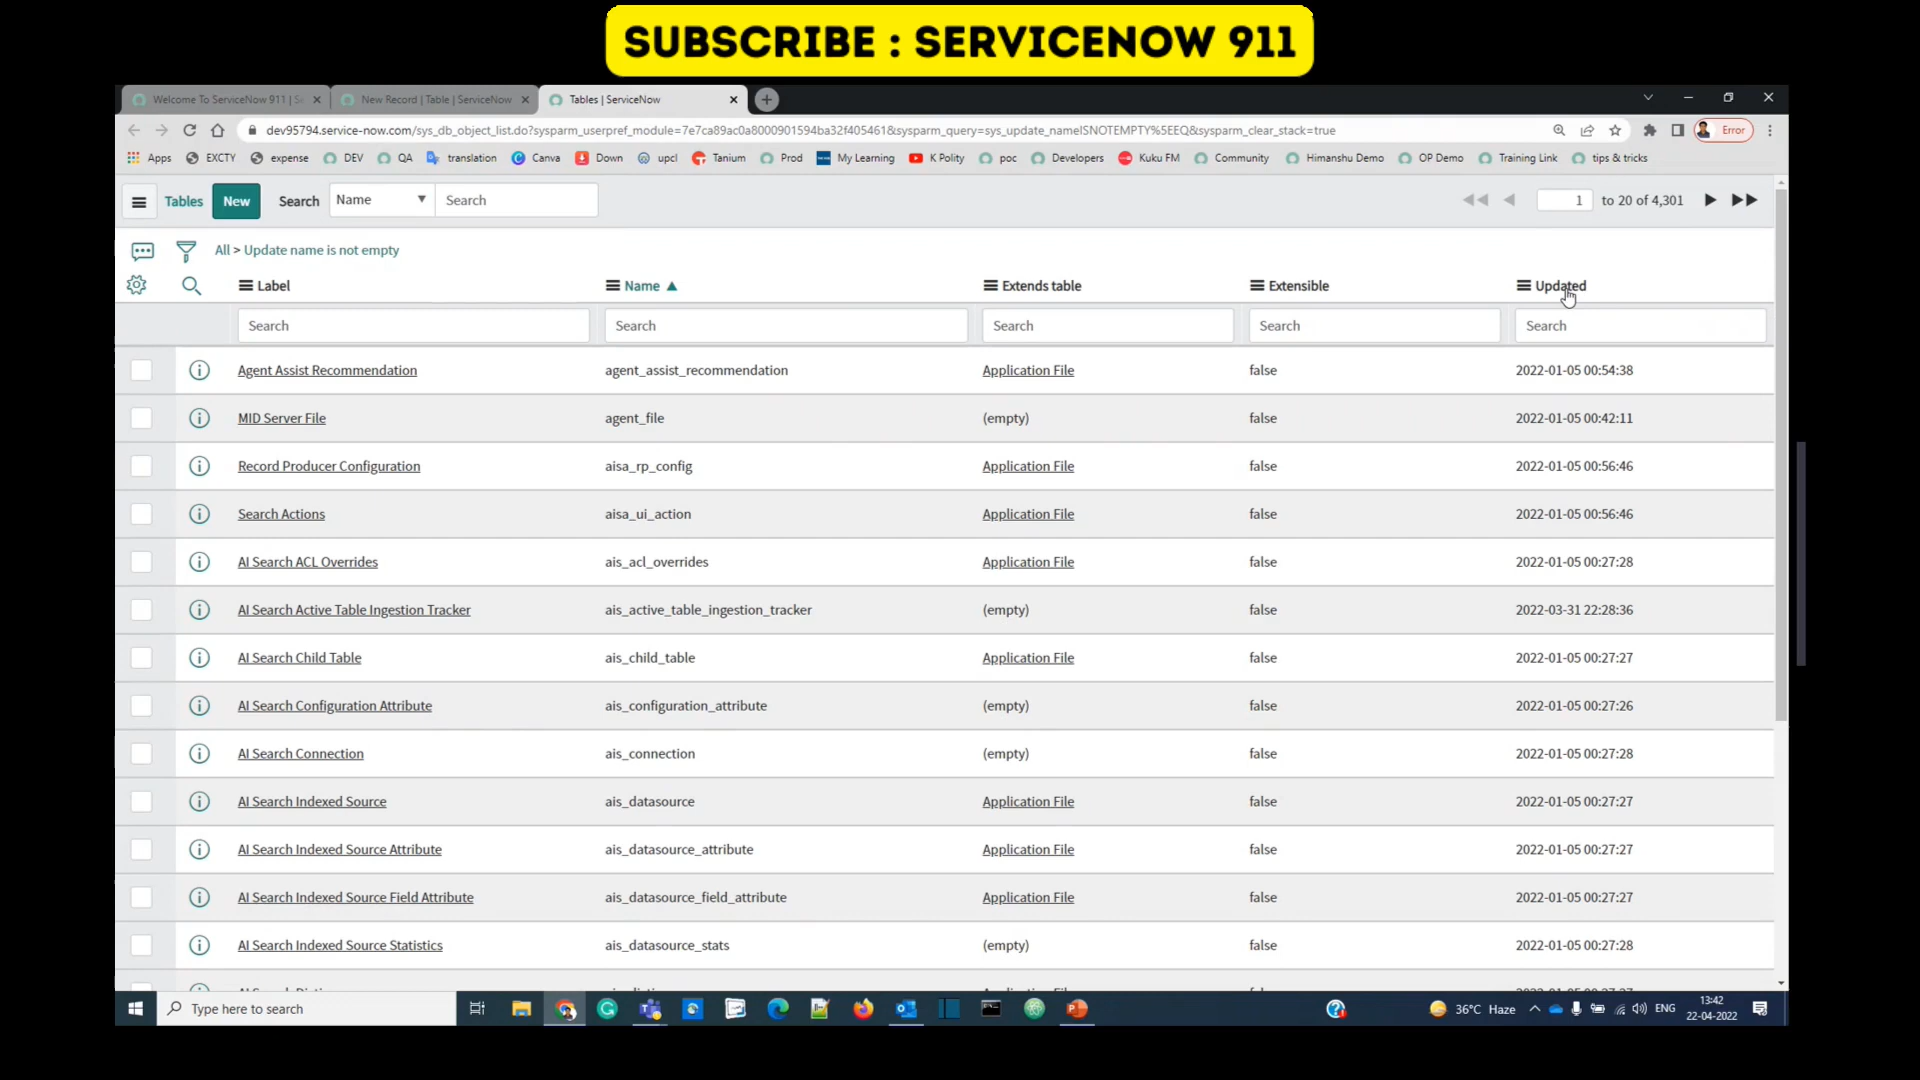 SUBSCRIBE : SERVICENOW 911
Welcome To ServiceNow 911 | Se
New Record | Table | ServiceNow
Tables | ServiceNow
dev95794.service-now.com/sys_db_object_list.do?sysparm_userpref_module=7e7ca89ac0a8000901594ba32f405461&sysparm_query=sys_update_nameISNOTEMPTY%5EEQ&sysparm_clear_stack=true
Error
Apps EXCTY expense DEV QA translation Canva Down upcl Tanium Prod My Learning K Polity poc Developers Kuku FM Community Himanshu Demo OP Demo Training Link tips & tricks
Tables New Search Name Search 1 to 20 of 4,301
All > Update name is not empty
Label Name Extends table Extensible Updated
Search Search Search Search Search
Agent Assist Recommendation agent_assist_recommendation Application File false 2022-01-05 00:54:38
MID Server File agent_file (empty) false 2022-01-05 00:42:11
Record Producer Configuration aisa_rp_config Application File false 2022-01-05 00:56:46
Search Actions aisa_ui_action Application File false 2022-01-05 00:56:46
AI Search ACL Overrides ais_acl_overrides Application File false 2022-01-05 00:27:28
AI Search Active Table Ingestion Tracker ais_active_table_ingestion_tracker (empty) false 2022-03-31 22:28:36
AI Search Child Table ais_child_table Application File false 2022-01-05 00:27:27
AI Search Configuration Attribute ais_configuration_attribute (empty) false 2022-01-05 00:27:26
AI Search Connection ais_connection (empty) false 2022-01-05 00:27:28
AI Search Indexed Source ais_datasource Application File false 2022-01-05 00:27:27
AI Search Indexed Source Attribute ais_datasource_attribute Application File false 2022-01-05 00:27:27
AI Search Indexed Source Field Attribute ais_datasource_field_attribute Application File false 2022-01-05 00:27:27
AI Search Indexed Source Statistics ais_datasource_stats (empty) false 2022-01-05 00:27:28
Type here to search
36°C Haze
ENG
13:42
22-04-2022